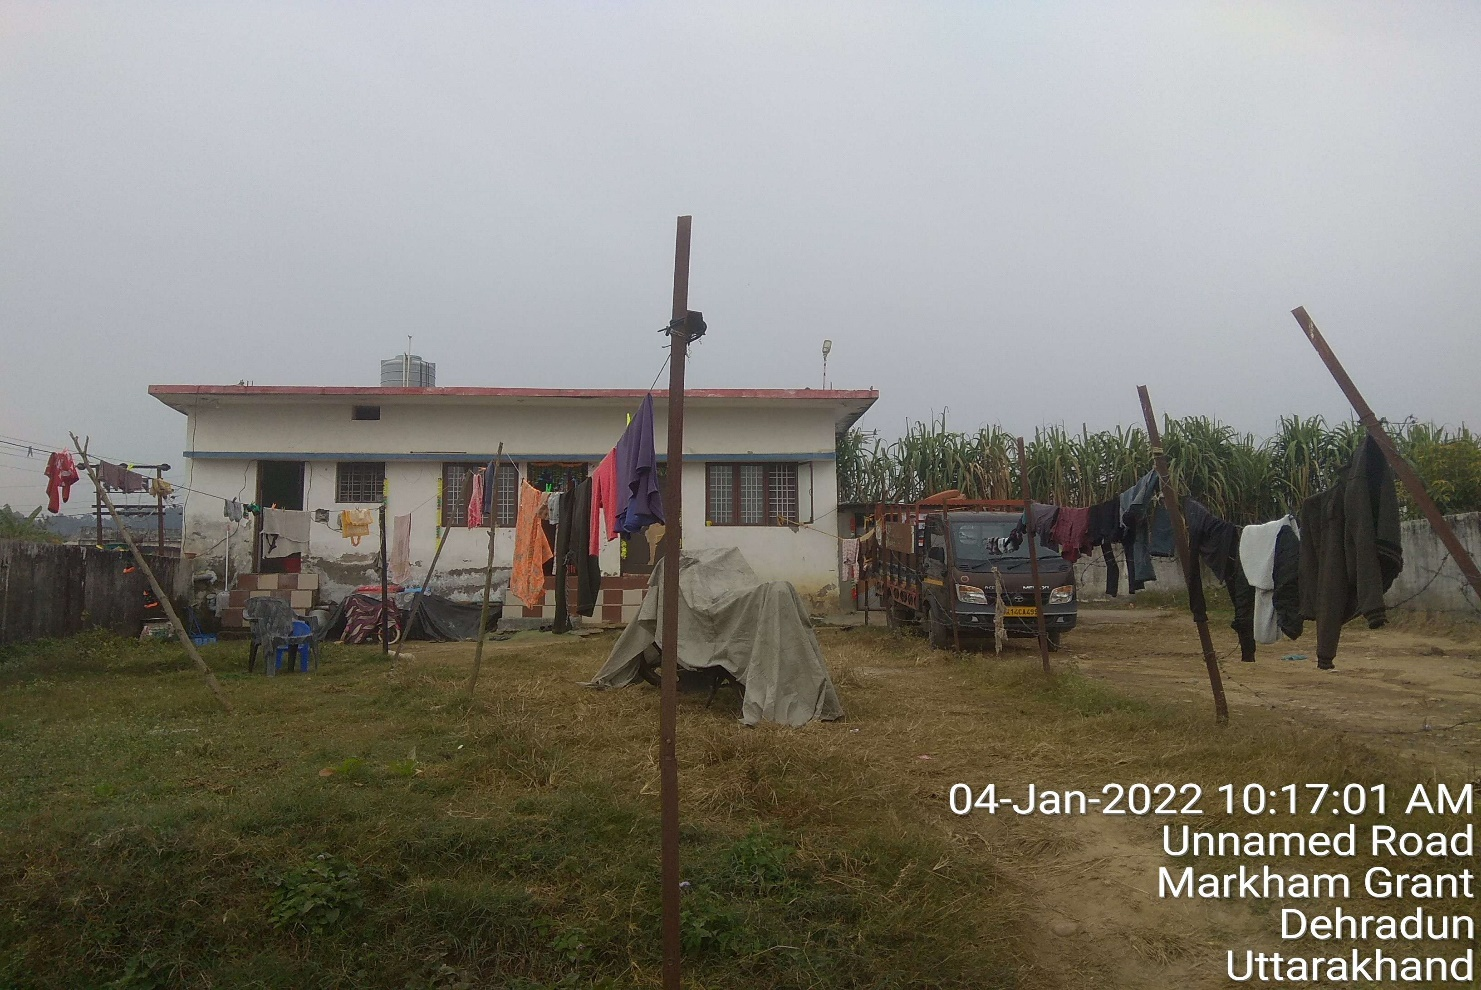 04-Jan-2022 10:17:01 AM
Unnamed Road
Markham Grant
Dehradun
Uttarakhand